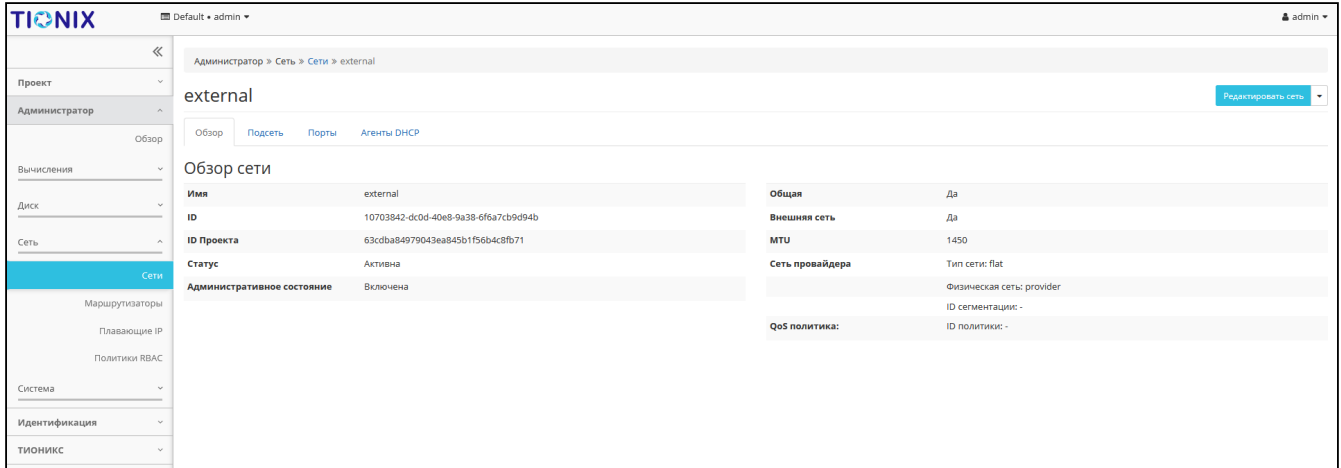 TIONIX
Default • admin
admin
Администратор » Сеть » Сети » external
Проект
Администратор
Обзор
Вычисления
Диск
Сеть
Сети
Маршрутизаторы
Плавающие IP
Политики RBAC
Система
Идентификация
ТИОНИКС
external
Редактировать сеть
Обзор Подсеть Порты Агенты DHCP
Обзор сети
Имя external
ID 10703842-dc0d-40e8-9a38-6f6a7cb9d94b
ID Проекта 63cdba84979043ea845b1f56b4c8fb71
Статус Активна
Административное состояние Включена
Общая Да
Внешняя сеть Да
MTU 1450
Сеть провайдера Тип сети: flat
Физическая сеть: provider
ID сегментации: -
QoS политика: ID политики: -